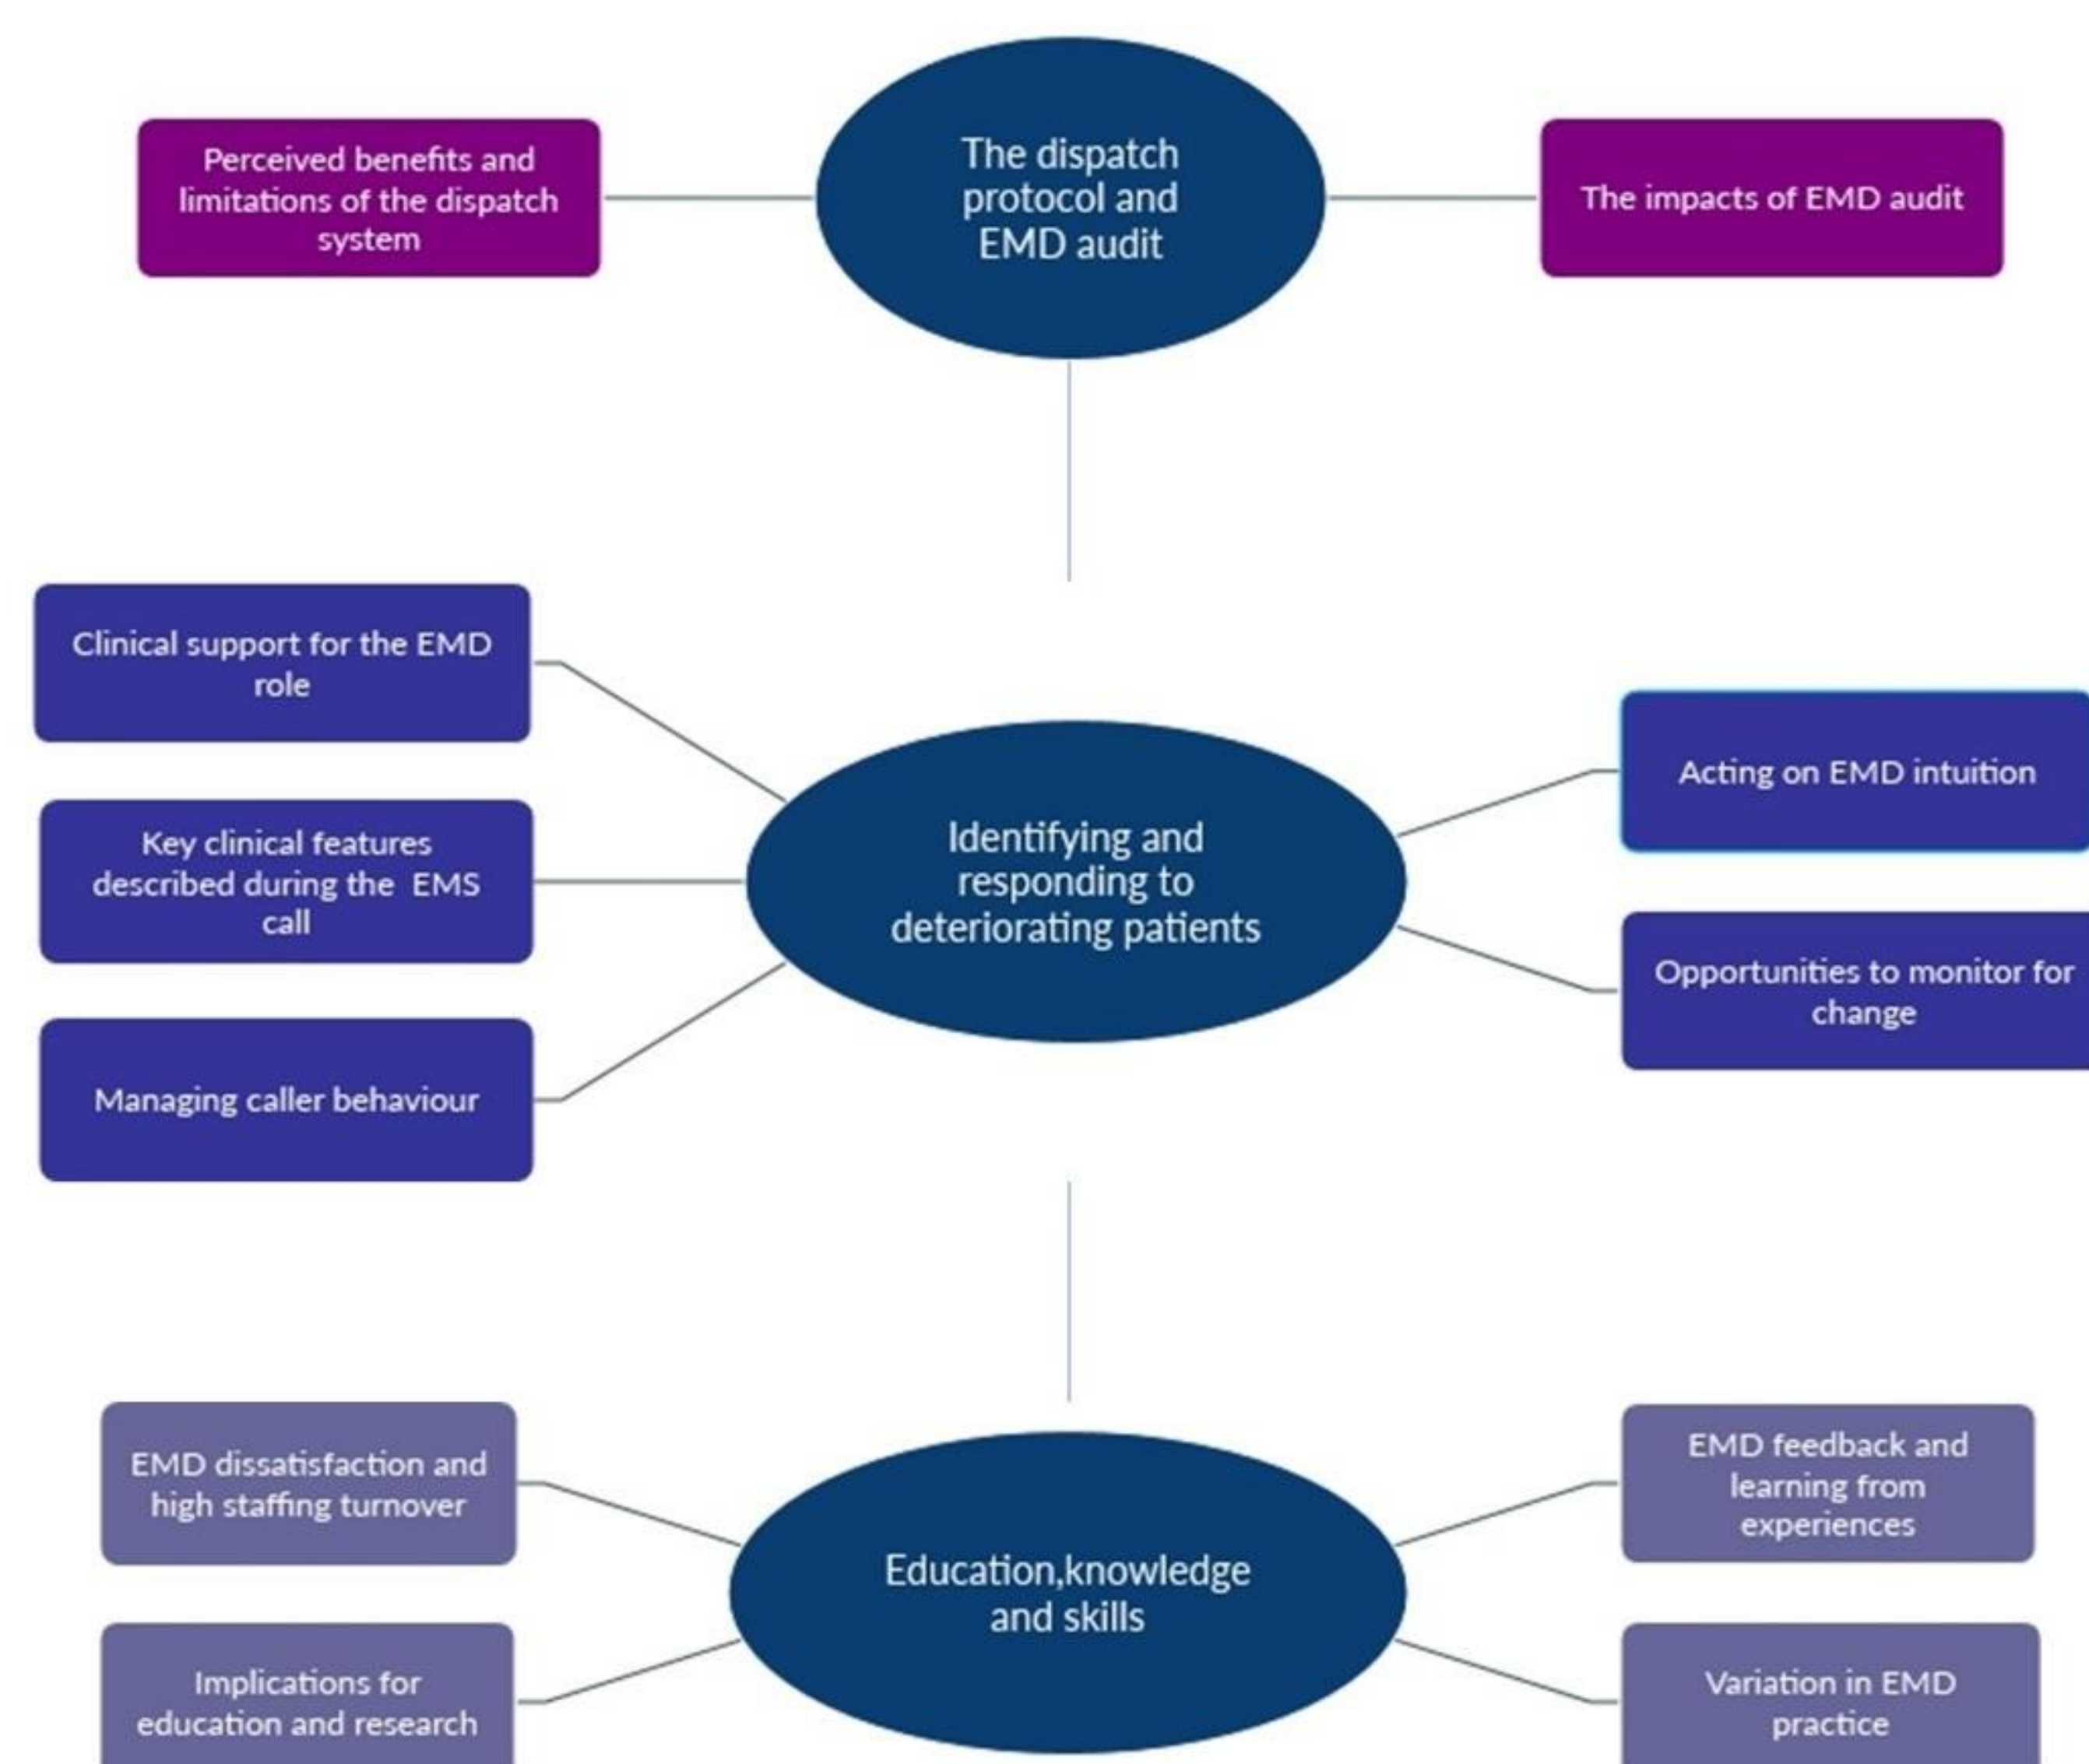 Perceived benefits and
limitations of the dispatch
system
The dispatch
protocol and
EMD audit
The impacts of EMD audit
Clinical support for the EMD
role
Key clinical features
described during the  EMS
call
Managing caller behaviour
Identifying and
responding to
deteriorating patients
Acting on EMD intuition
Opportunities to monitor for
change
EMD dissatisfaction and
high staffing turnover
Implications for
education and research
Education,knowledge
and skills
EMD feedback and
learning from
experiences
Variation in EMD
practice